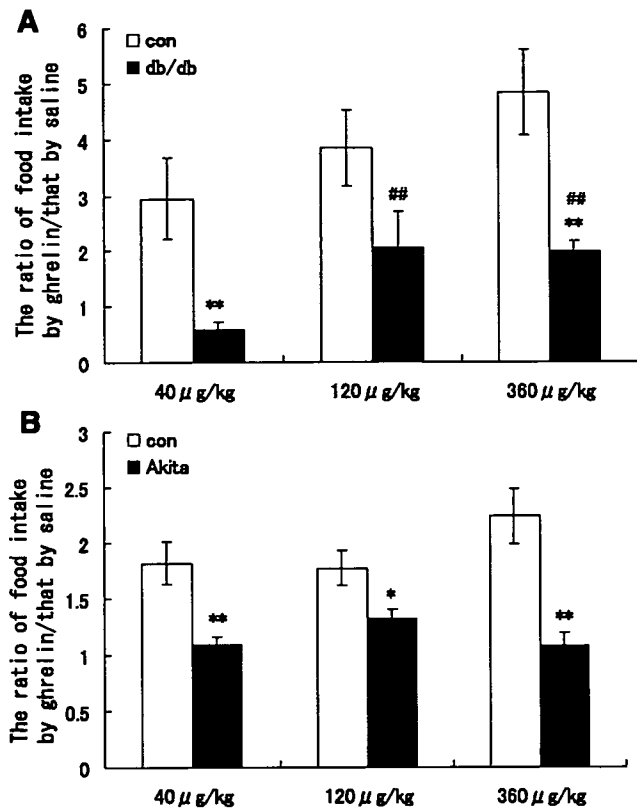 A
con
db/db
The ratio of food intake
by ghrelin/that by saline
6
5
4
3
2
1
0
**
##
##
**
40 μ g/kg
120 μ g/kg
360 μ g/kg
B
con
Akita
The ratio of food intake
by ghrelin/that by saline
2.5
2
1.5
1
0.5
0
**
*
**
40 μ g/kg
120 μ g/kg
360 μ g/kg